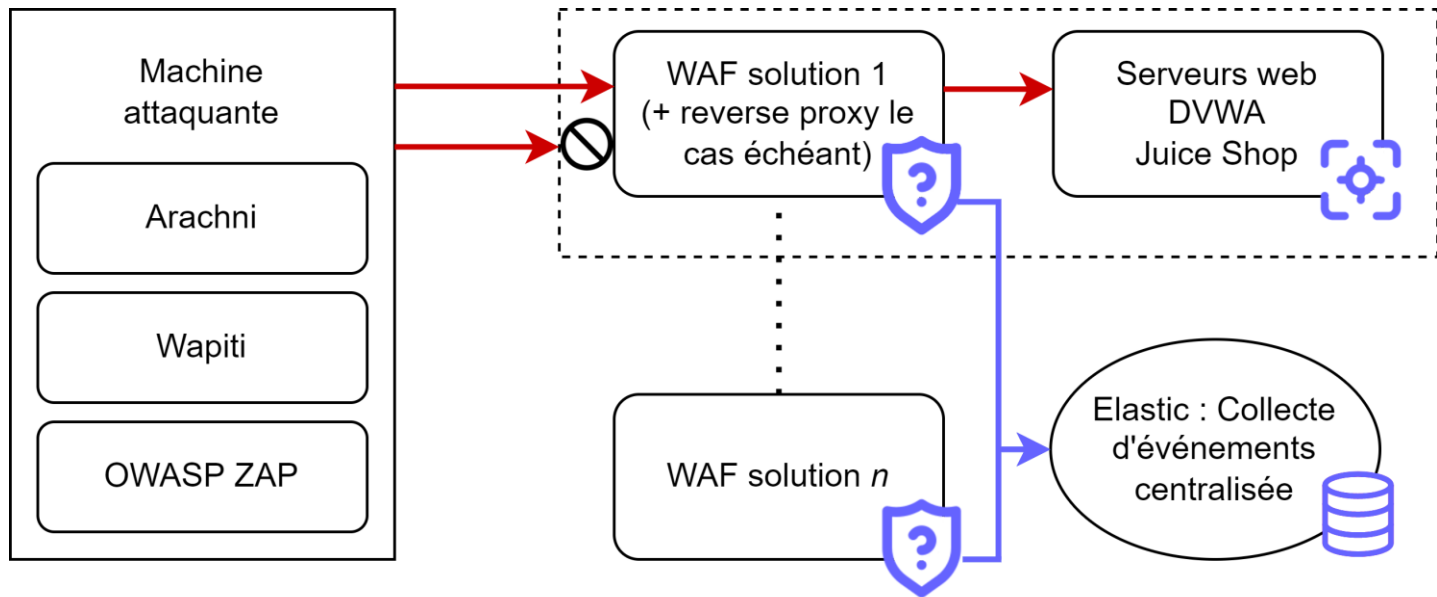 Machine
attaquante
Arachni
Wapiti
OWASP ZAP
WAF solution 1
(+ reverse proxy le
cas échéant)
Serveurs web
DVWA
Juice Shop
WAF solution n
Elastic : Collecte
d'événements
centralisée